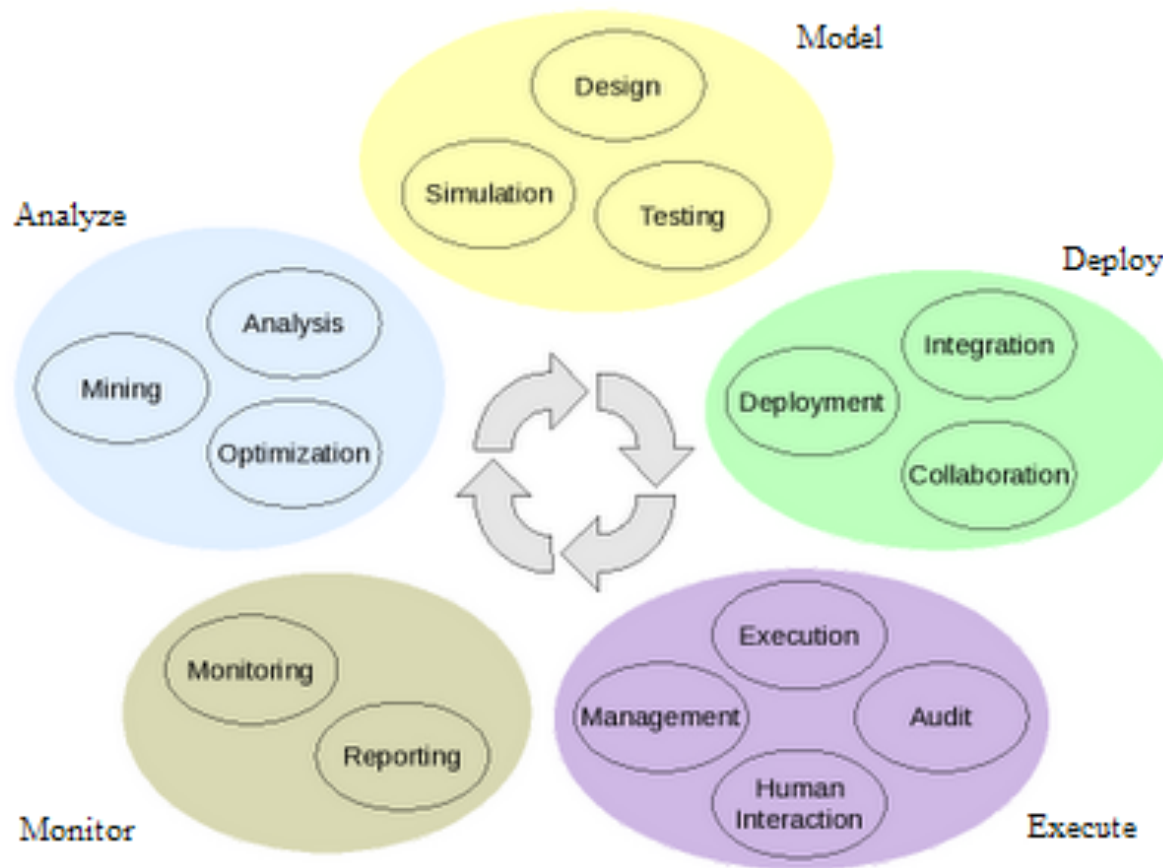 Model
Design
Simulation
Testing
Analyze
Analysis
Mining
Optimization
Deploy
Integration
Deployment
Collaboration
Monitoring
Reporting
Monitor
Execution
Management
Audit
Human
Interaction
Execute